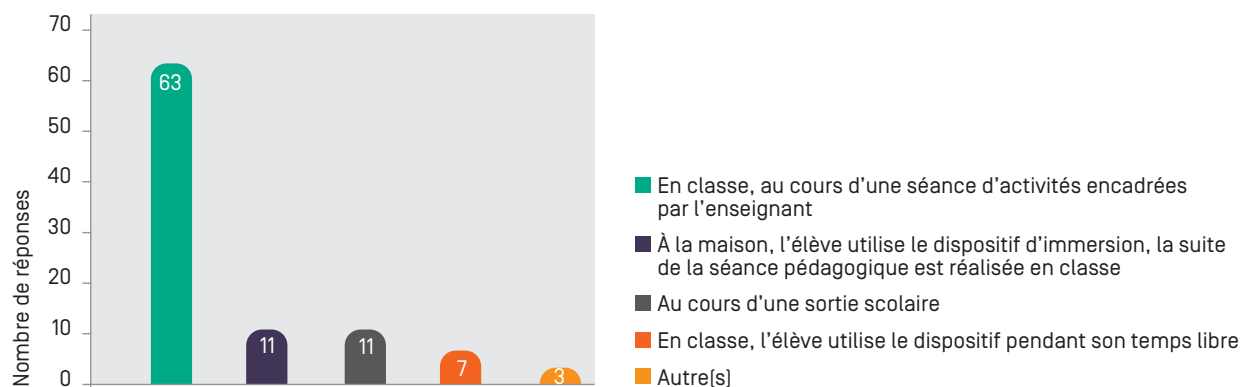 Nombre de réponses
70
60
50
40
30
20
10
0
63
11
11
7
3
En classe, au cours d’une séance d’activités encadrées
par l’enseignant
À la maison, l’élève utilise le dispositif d’immersion, la suite
de la séance pédagogique est réalisée en classe
Au cours d’une sortie scolaire
En classe, l’élève utilise le dispositif pendant son temps libre
Autre[s]